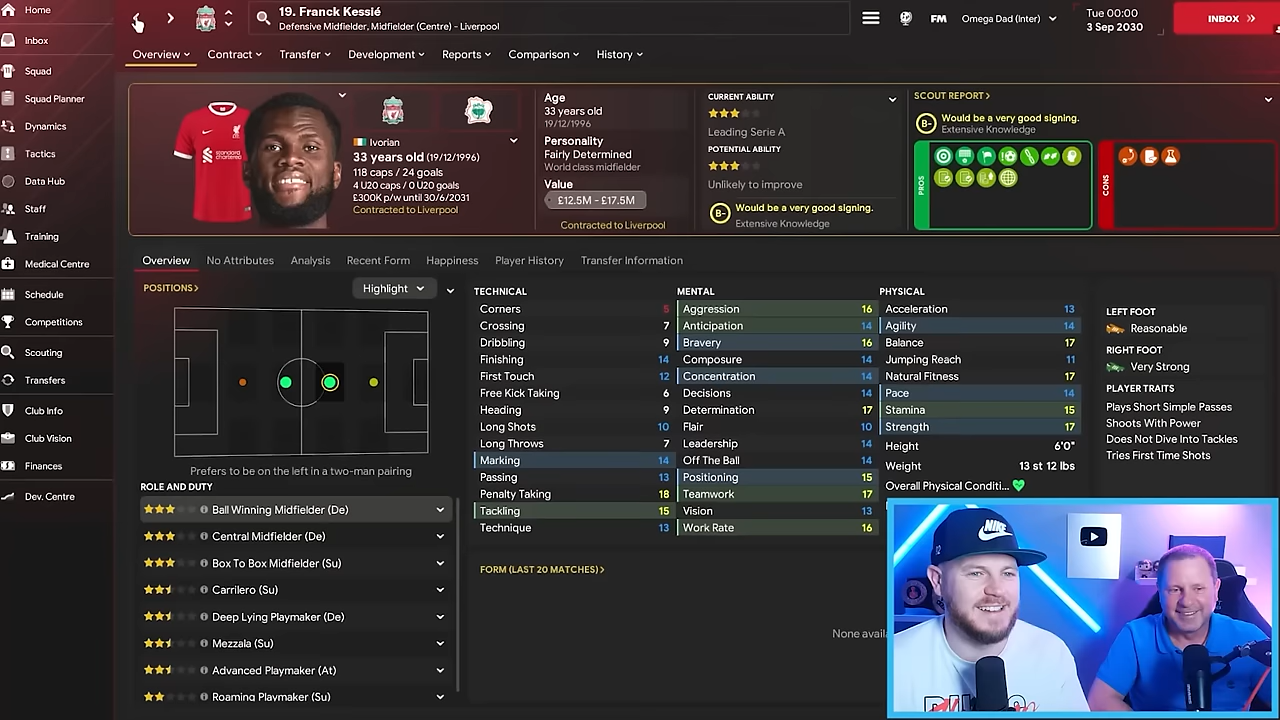 Home
Inbox
Squad
Squad Planner
Dynamics
Tactics
Data Hub
Staff
Training
Medical Centre
Schedule
Competitions
Scouting
Transfers
Club Info
Club Vision
Finances
Dev. Centre
19. Franck Kessié
Defensive Midfielder, Midfielder (Centre) - Liverpool
FM
Omega Dad (Inter)
Tue 00:00
3 Sep 2030
INBOX
Overview
Contract
Transfer
Development
Reports
Comparison
History
Standard
Chartered
Ivorian
33 years old (19/12/1996)
118 caps / 24 goals
4 U20 caps / 0 U20 goals
£300K p/w until 30/6/2031
Contracted to Liverpool
Age
33 years old
19/12/1996
Personality
Fairly Determined
World class midfielder
Value
£12.5M - £17.5M
Contracted to Liverpool
CURRENT ABILITY
Leading Serie A
POTENTIAL ABILITY
Unlikely to improve
B-
Would be a very good signing.
Extensive Knowledge
SCOUT REPORT >
B-
Would be a very good signing.
Extensive Knowledge
PROS
CONS
Overview
No Attributes
Analysis
Recent Form
Happiness
Player History
Transfer Information
POSITIONS >
Highlight
Prefers to be on the left in a two-man pairing
ROLE AND DUTY
Ball Winning Midfielder (De)
Central Midfielder (De)
Box To Box Midfielder (Su)
Carrilero (Su)
Deep Lying Playmaker (De)
Mezzala (Su)
Advanced Playmaker (At)
Roaming Playmaker (Su)
TECHNICAL
Corners 5
Crossing 7
Dribbling 9
Finishing 14
First Touch 12
Free Kick Taking 6
Heading 9
Long Shots 10
Long Throws 7
Marking 14
Passing 13
Penalty Taking 18
Tackling 15
Technique 13
MENTAL
Aggression 16
Anticipation 14
Bravery 16
Composure 14
Concentration 14
Decisions 14
Determination 17
Flair 10
Leadership 14
Off The Ball 14
Positioning 15
Teamwork 17
Vision 13
Work Rate 16
PHYSICAL
Acceleration 13
Agility 14
Balance 17
Jumping Reach 11
Natural Fitness 17
Pace 14
Stamina 15
Strength 17
Height 6'0"
Weight 13 st 12 lbs
Overall Physical Conditi...
LEFT FOOT
Reasonable
RIGHT FOOT
Very Strong
PLAYER TRAITS
Plays Short Simple Passes
Shoots With Power
Does Not Dive Into Tackles
Tries First Time Shots
FORM (LAST 20 MATCHES) >
None availa
NIKE